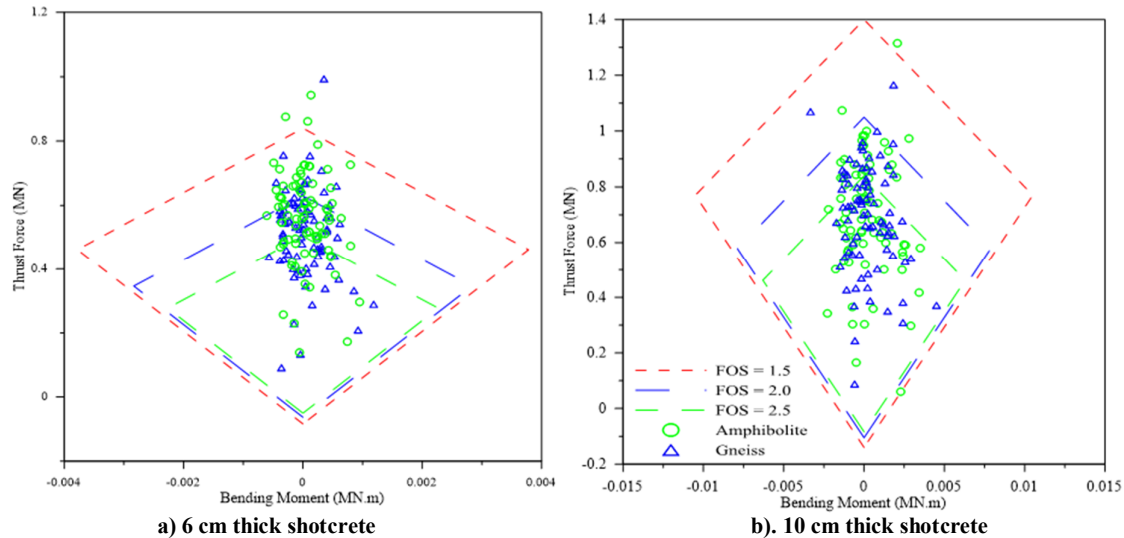 1.2
0.8
0.4
0
Thrust Force (MN)
-0.004
-0.002
0
0.002
0.004
Bending Moment (MN.m)
a) 6 cm thick shotcrete
1.4
1.2
1
0.8
0.6
0.4
0.2
0
-0.2
Thrust Force (MN)
FOS = 1.5
FOS = 2.0
FOS = 2.5
Amphibolite
Gneiss
-0.015
-0.01
-0.005
0
0.005
0.01
0.015
Bending Moment (MN.m)
b). 10 cm thick shotcrete